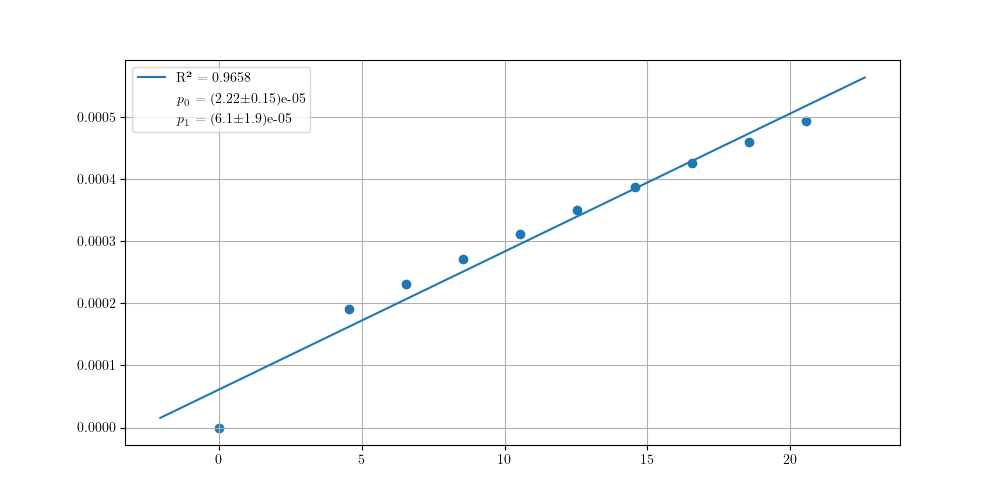 R² = 0.9658
p₀ = (2.22±0.15)e-05
p₁ = (6.1±1.9)e-05
0.0005
0.0004
0.0003
0.0002
0.0001
0.0000
0 5 10 15 20